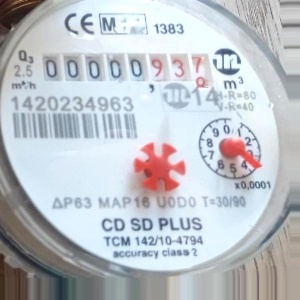 CE M 1383
Q3
2.5
m³/h
00000937
m³
1420234963
14
H-R=80
V-R=40
x0,0001
ΔP63 MAP16 U0D0 T=30/90
CD SD PLUS
TCM 142/10-4794
accuracy class 2